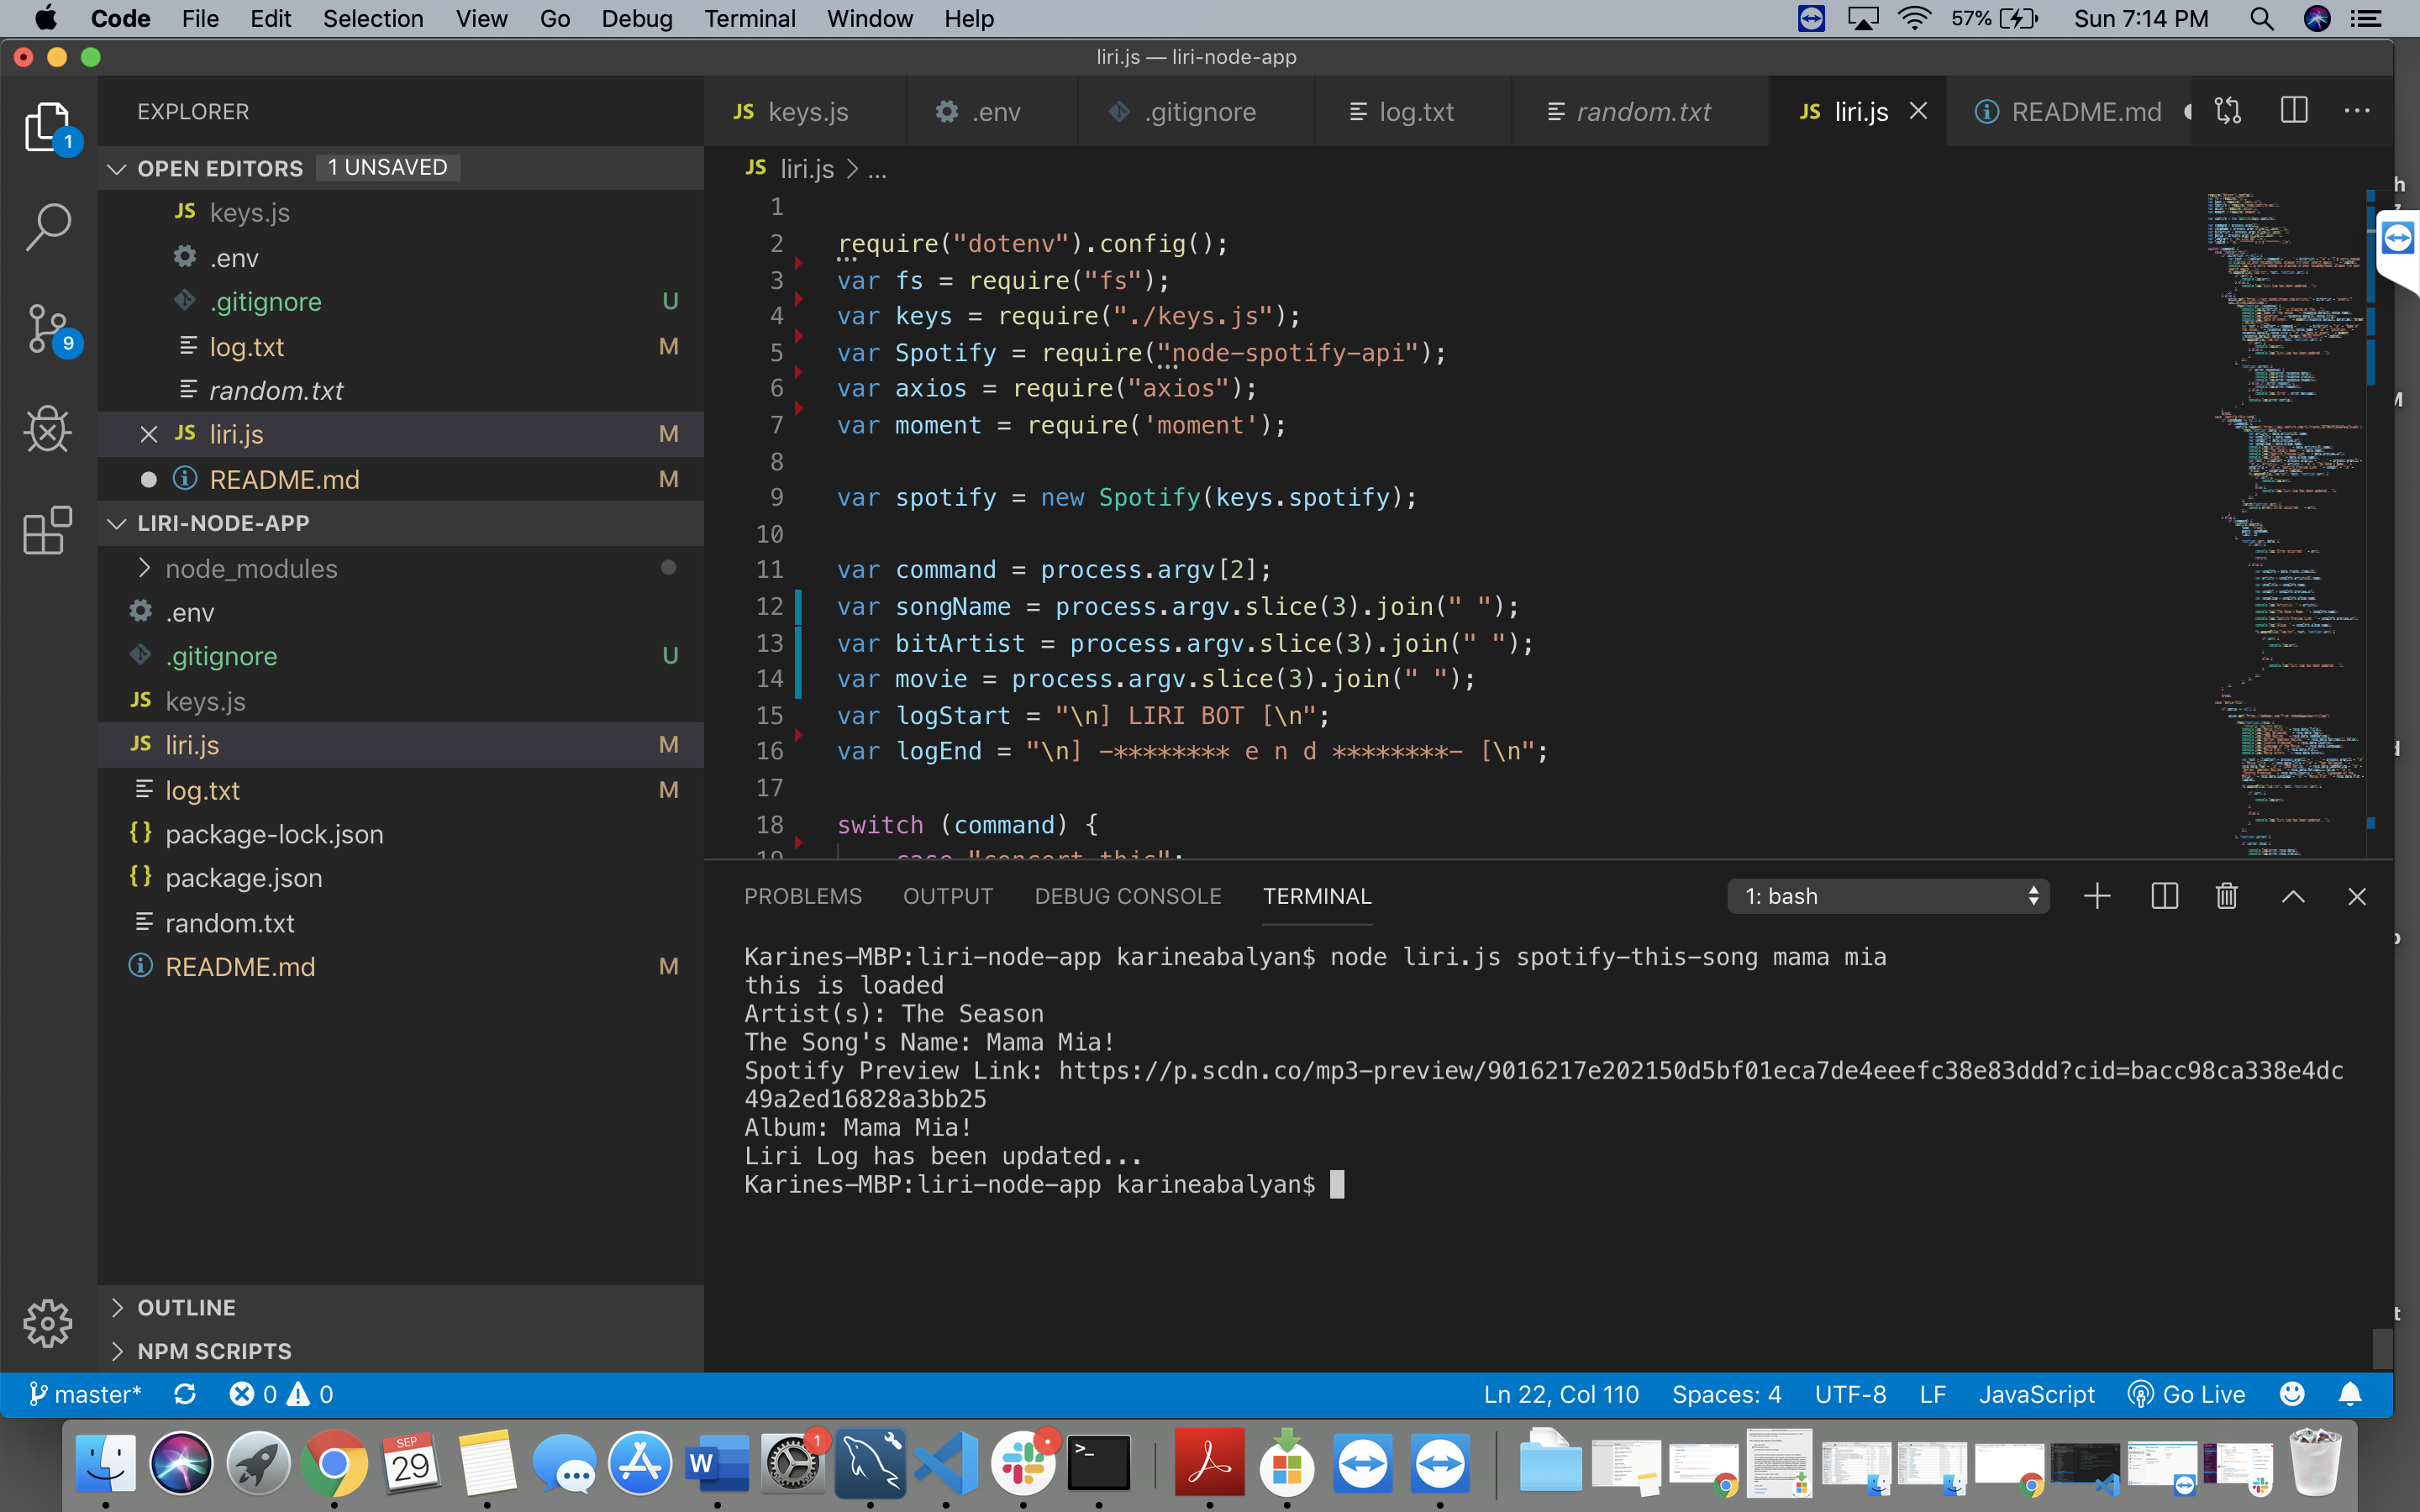 Code File Edit Selection View Go Debug Terminal Window Help 57% Sun 7:14 PM
liri.js — liri-node-app
EXPLORER
JS keys.js .env .gitignore log.txt random.txt JS liri.js README.md
1
OPEN EDITORS 1 UNSAVED
JS liri.js > ...
JS keys.js
.env
.gitignore U
9
log.txt M
random.txt
JS liri.js M
README.md M
LIRI-NODE-APP
node_modules
.env
.gitignore U
JS keys.js
JS liri.js M
log.txt M
{} package-lock.json
{} package.json
random.txt
README.md M
OUTLINE
NPM SCRIPTS
1
2 require("dotenv").config();
3 var fs = require("fs");
4 var keys = require("./keys.js");
5 var Spotify = require("node-spotify-api");
6 var axios = require("axios");
7 var moment = require('moment');
8
9 var spotify = new Spotify(keys.spotify);
10
11 var command = process.argv[2];
12 var songName = process.argv.slice(3).join(" ");
13 var bitArtist = process.argv.slice(3).join(" ");
14 var movie = process.argv.slice(3).join(" ");
15 var logStart = "\n] LIRI BOT [\n";
16 var logEnd = "\n] -******** e n d ********- [\n";
17
18 switch (command) {
19 case "concert-this":
PROBLEMS OUTPUT DEBUG CONSOLE TERMINAL 1: bash
Karines-MBP:liri-node-app karineabalyan$ node liri.js spotify-this-song mama mia
this is loaded
Artist(s): The Season
The Song's Name: Mama Mia!
Spotify Preview Link: https://p.scdn.co/mp3-preview/9016217e202150d5bf01eca7de4eeefc38e83ddd?cid=bacc98ca338e4dc
49a2ed16828a3bb25
Album: Mama Mia!
Liri Log has been updated...
Karines-MBP:liri-node-app karineabalyan$
master* 0 0 Ln 22, Col 110 Spaces: 4 UTF-8 LF JavaScript Go Live
SEP
29
W
1
>_